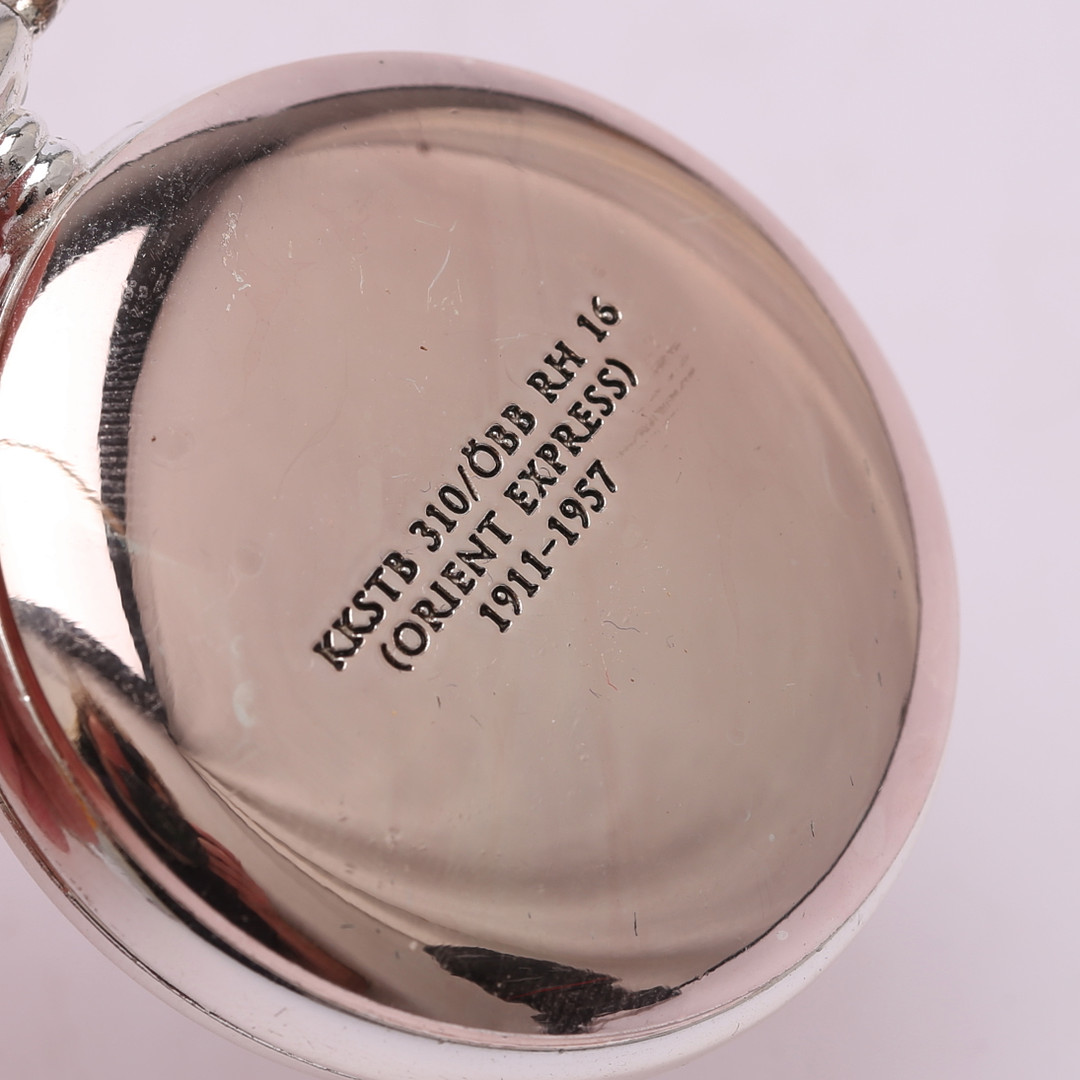 KKSTB 310/ÖBB RH 16
(ORIENT EXPRESS)
1911-1957